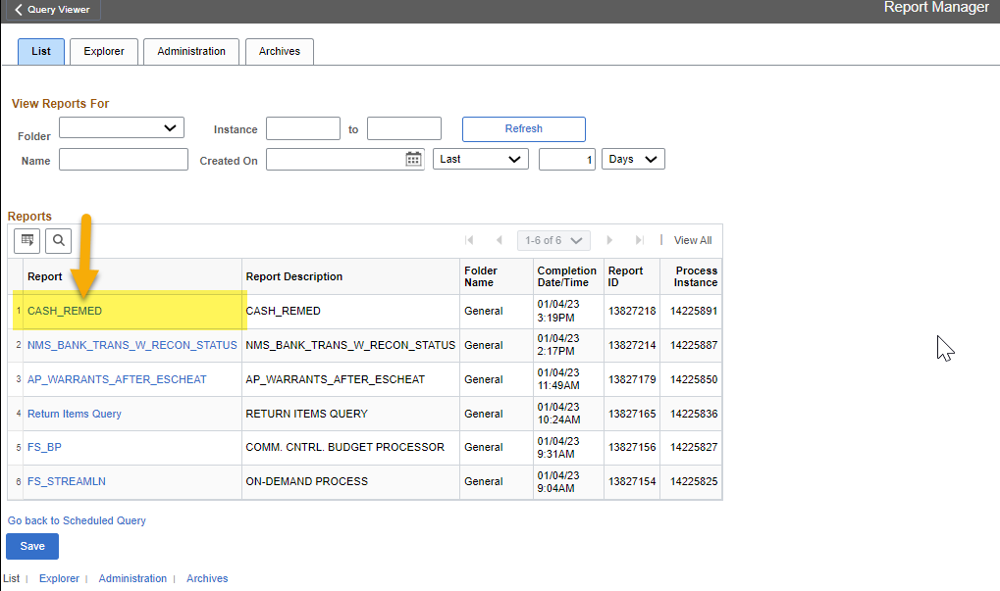 Query Viewer
Report Manager
List Explorer Administration Archives
View Reports For
Folder Instance to Refresh
Name Created On Last 1 Days
Reports
1-6 of 6 | View All
Report Report Description Folder Name Completion Date/Time Report ID Process Instance
1 CASH_REMED CASH_REMED General 01/04/23 3:19PM 13827218 14225891
2 NMS_BANK_TRANS_W_RECON_STATUS NMS_BANK_TRANS_W_RECON_STATUS General 01/04/23 2:17PM 13827214 14225887
3 AP_WARRANTS_AFTER_ESCHEAT AP_WARRANTS_AFTER_ESCHEAT General 01/04/23 11:49AM 13827179 14225850
4 Return Items Query RETURN ITEMS QUERY General 01/04/23 10:24AM 13827165 14225836
5 FS_BP COMM. CNTRL. BUDGET PROCESSOR General 01/04/23 9:31AM 13827156 14225827
6 FS_STREAMLN ON-DEMAND PROCESS General 01/04/23 9:04AM 13827154 14225825
Go back to Scheduled Query
Save
List | Explorer | Administration | Archives